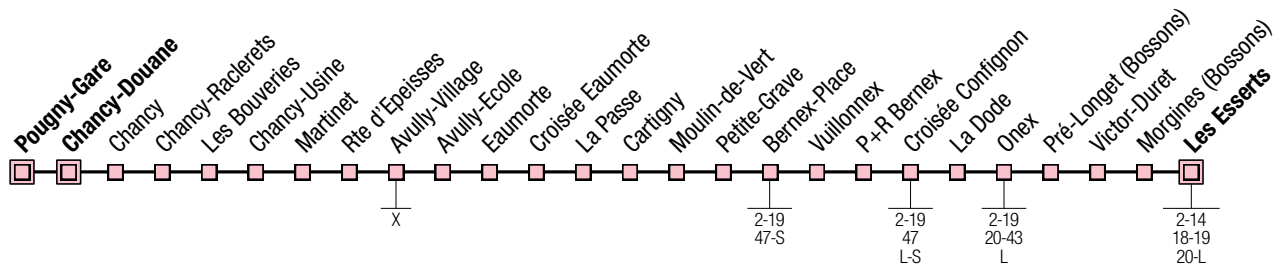 Pougny-Gare
Chancy-Douane
Chancy
Chancy-Raclerets
Les Bouveries
Chancy-Usine
Martinet
Rte d'Epeisses
Avully-Village
Avully-Ecole
Eaumorte
Croisée Eaumorte
La Passe
Cartigny
Moulin-de-Vert
Petite-Grave
Bernex-Place
Vuillonnex
P+R Bernex
Croisée Confignon
La Dode
Onex
Pré-Longet (Bossons)
Victor-Duret
Morgines (Bossons)
Les Esserts
X
2-19
47-S
2-19
47
L-S
2-19
20-43
L
2-14
18-19
20-L